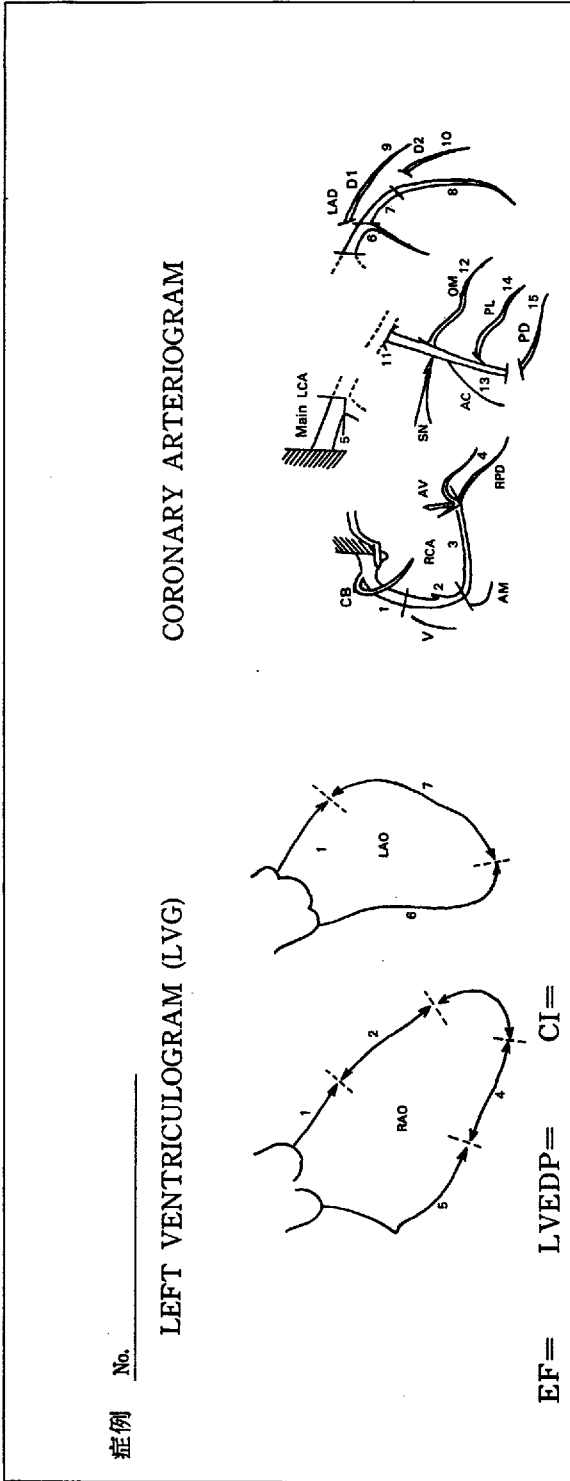 症例 No.
LEFT VENTRICULOGRAM (LVG)
1
2
RAO
4
5
1
LAO
6
7
EF=
LVEDP=
CI=
CORONARY ARTERIOGRAM
CB
1
V
2
RCA
AM
3
AV
4
RPD
Main LCA
5
11
SN
AC
13
OM
12
PL
14
PD
15
LAD
D1
9
6
7
D2
10
8